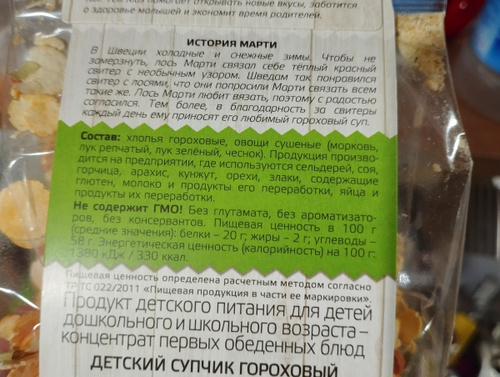 открывать новые вкусы, заботится
о здоровье малышей и экономит время родителей.
ИСТОРИЯ МАРТИ
В Швеции холодные и снежные зимы. Чтобы не
замерзнуть, лось Марти связал себе тёплый красный
свитер с необычным узором. Шведам так понравился
свитер с лосями, что они попросили Марти связать всем
такие же. Лось Марти любит вязать, поэтому с радостью
согласился. Тем более, в благодарность за свитеры
каждый день ему приносят его любимый гороховый суп.
Состав: хлопья гороховые, овощи сушеные (морковь,
лук репчатый, лук зелёный, чеснок). Продукция произво-
дится на предприятии, где используются сельдерей, соя,
горчица, арахис, кунжут, орехи, злаки, содержащие
глютен, молоко и продукты его переработки, яйца и
продукты их переработки.
Не содержит ГМО! Без глутамата, без ароматизато-
ров, без консервантов. Пищевая ценность в 100 г
(средние значения): белки – 20 г; жиры – 2 г; углеводы –
58 г. Энергетическая ценность (калорийность) на 100 г:
1380 кДж / 330 ккал.
Пищевая ценность определена расчетным методом согласно
ТР ТС 022/2011 «Пищевая продукция в части ее маркировки».
Продукт детского питания для детей
дошкольного и школьного возраста –
концентрат первых обеденных блюд
ДЕТСКИЙ СУПЧИК ГОРОХОВЫЙ